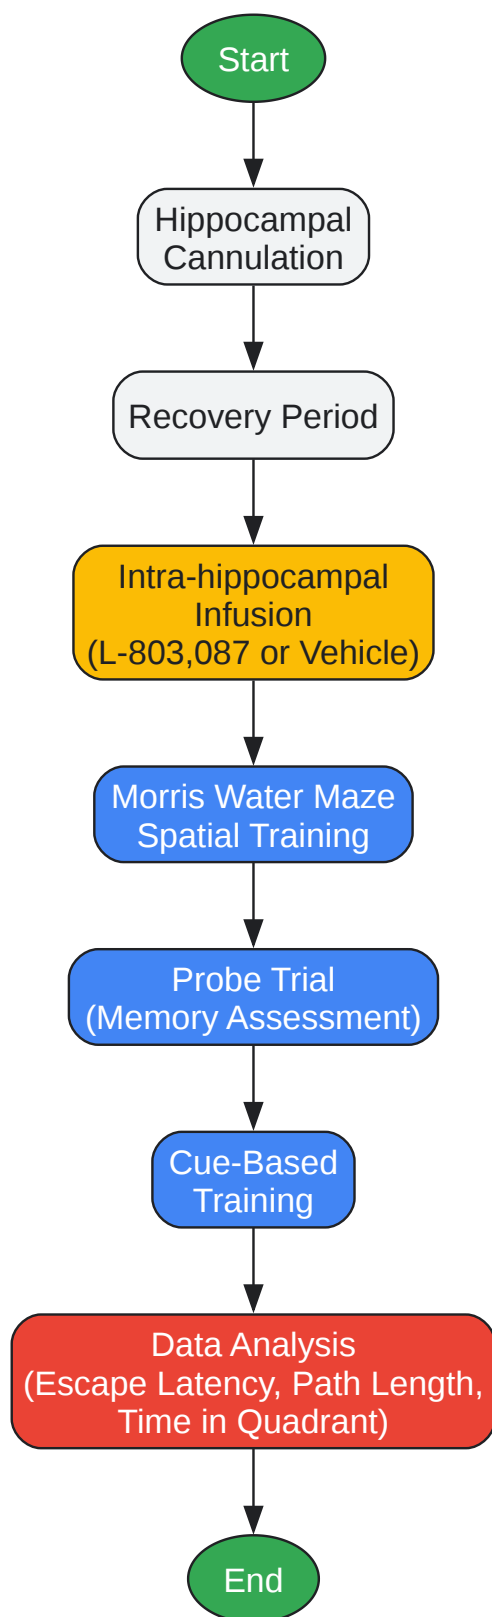 Start
Hippocampal
Cannulation
Recovery Period
Intra-hippocampal
Infusion
(L-803,087 or Vehicle)
Morris Water Maze
Spatial Training
Probe Trial
(Memory Assessment)
Cue-Based
Training
Data Analysis
(Escape Latency, Path Length,
Time in Quadrant)
End